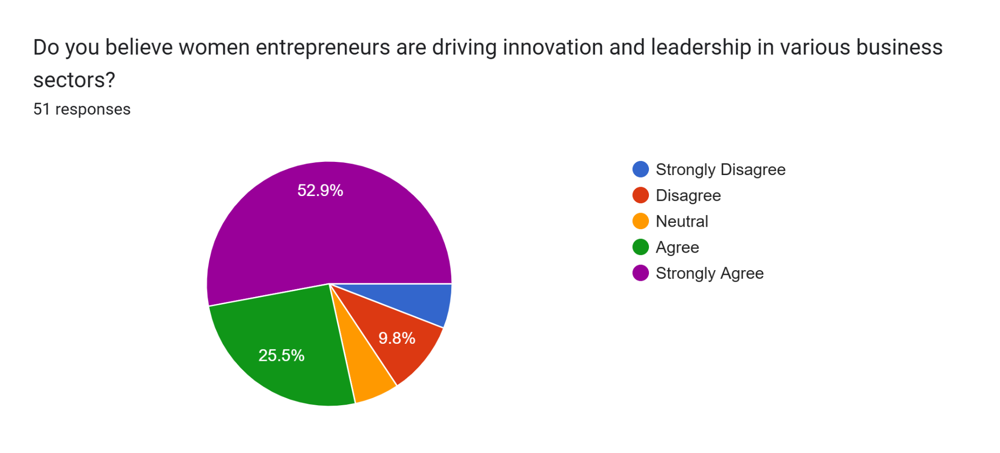 Do you believe women entrepreneurs are driving innovation and leadership in various business
sectors?
51 responses
52.9%
25.5%
9.8%
Strongly Disagree
Disagree
Neutral
Agree
Strongly Agree